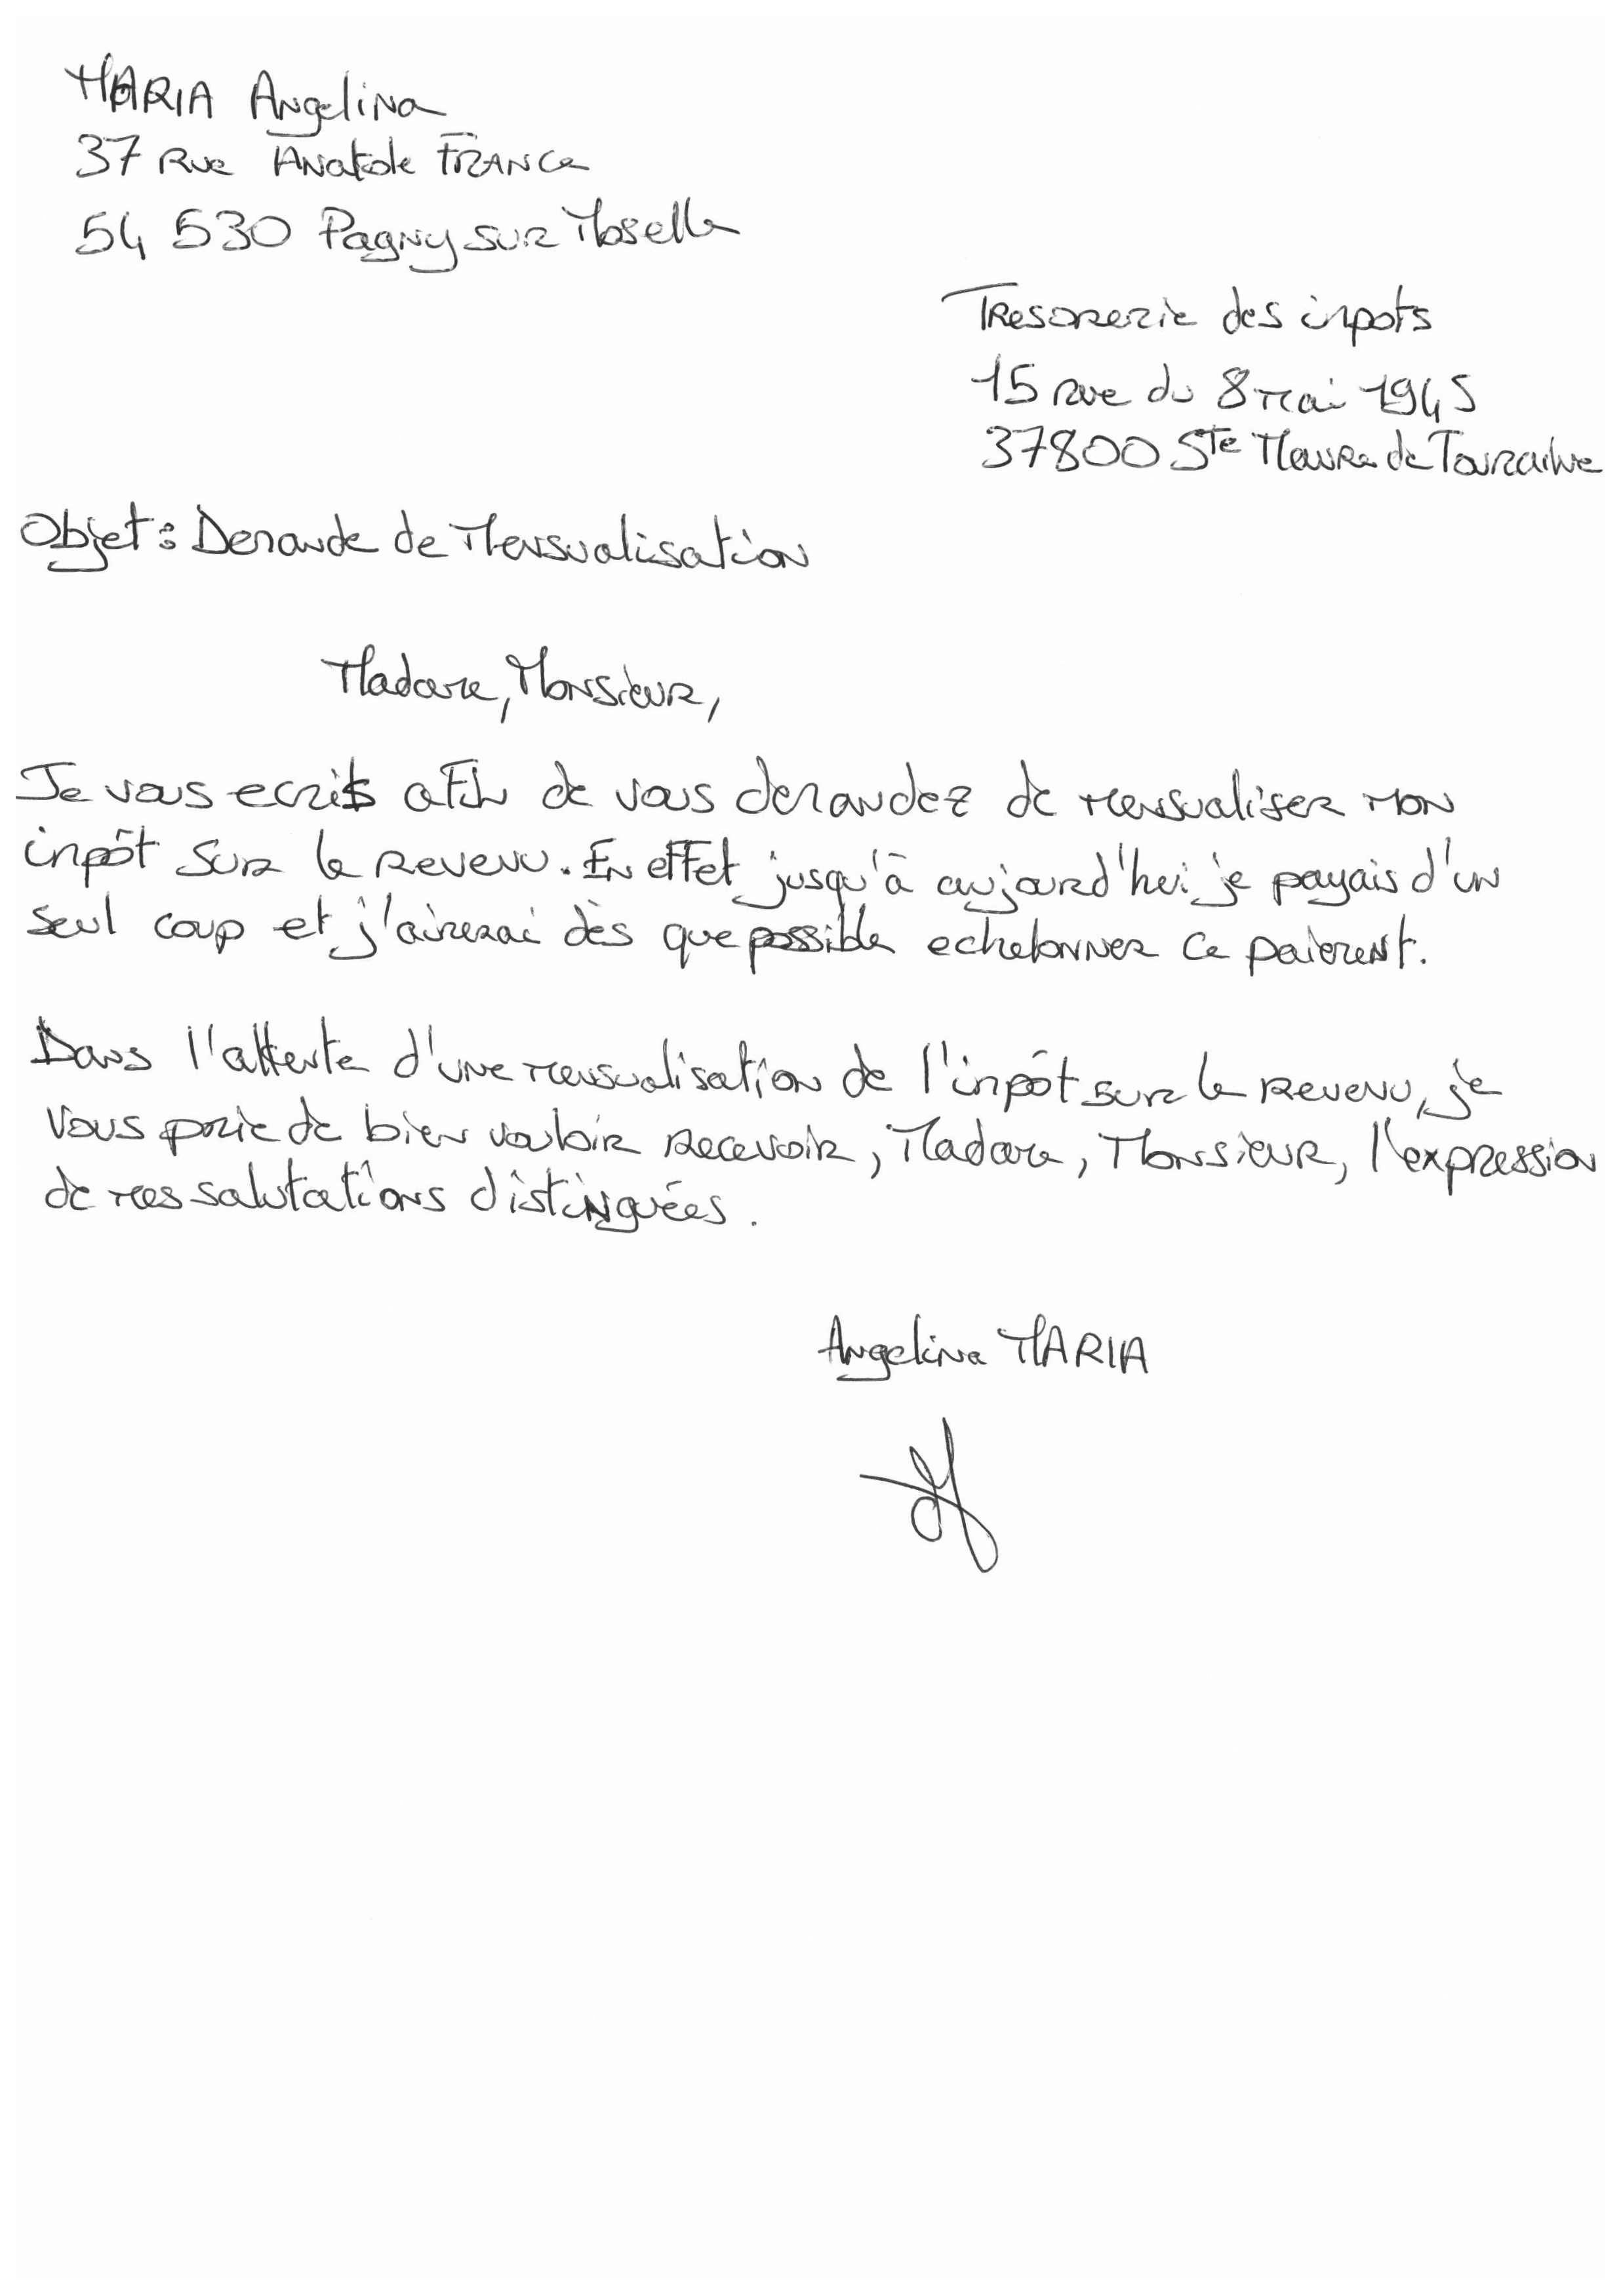 MARIA Angelina
37 Rue Anatole FRANCE
54 530 Pagny sur Moselle
Tresorerie des impots
15 rue du 8 mai 1945
37800 Ste Maure de Touraine
Objet : Demande de Mensualisation
Madame, Monsieur,
Je vous ecris afin de vous demandez de mensualiser mon
impôt sur le revenu. En effet jusqu'à aujourd'hui je payais d'un
seul coup et j'aimerai dès que possible echelonner ce paiement.
Dans l'attente d'une mensualisation de l'impôt sur le revenu, je
vous prie de bien vouloir recevoir, Madame, Monsieur, l'expression
de mes salutations distinguées.
Angelina MARIA